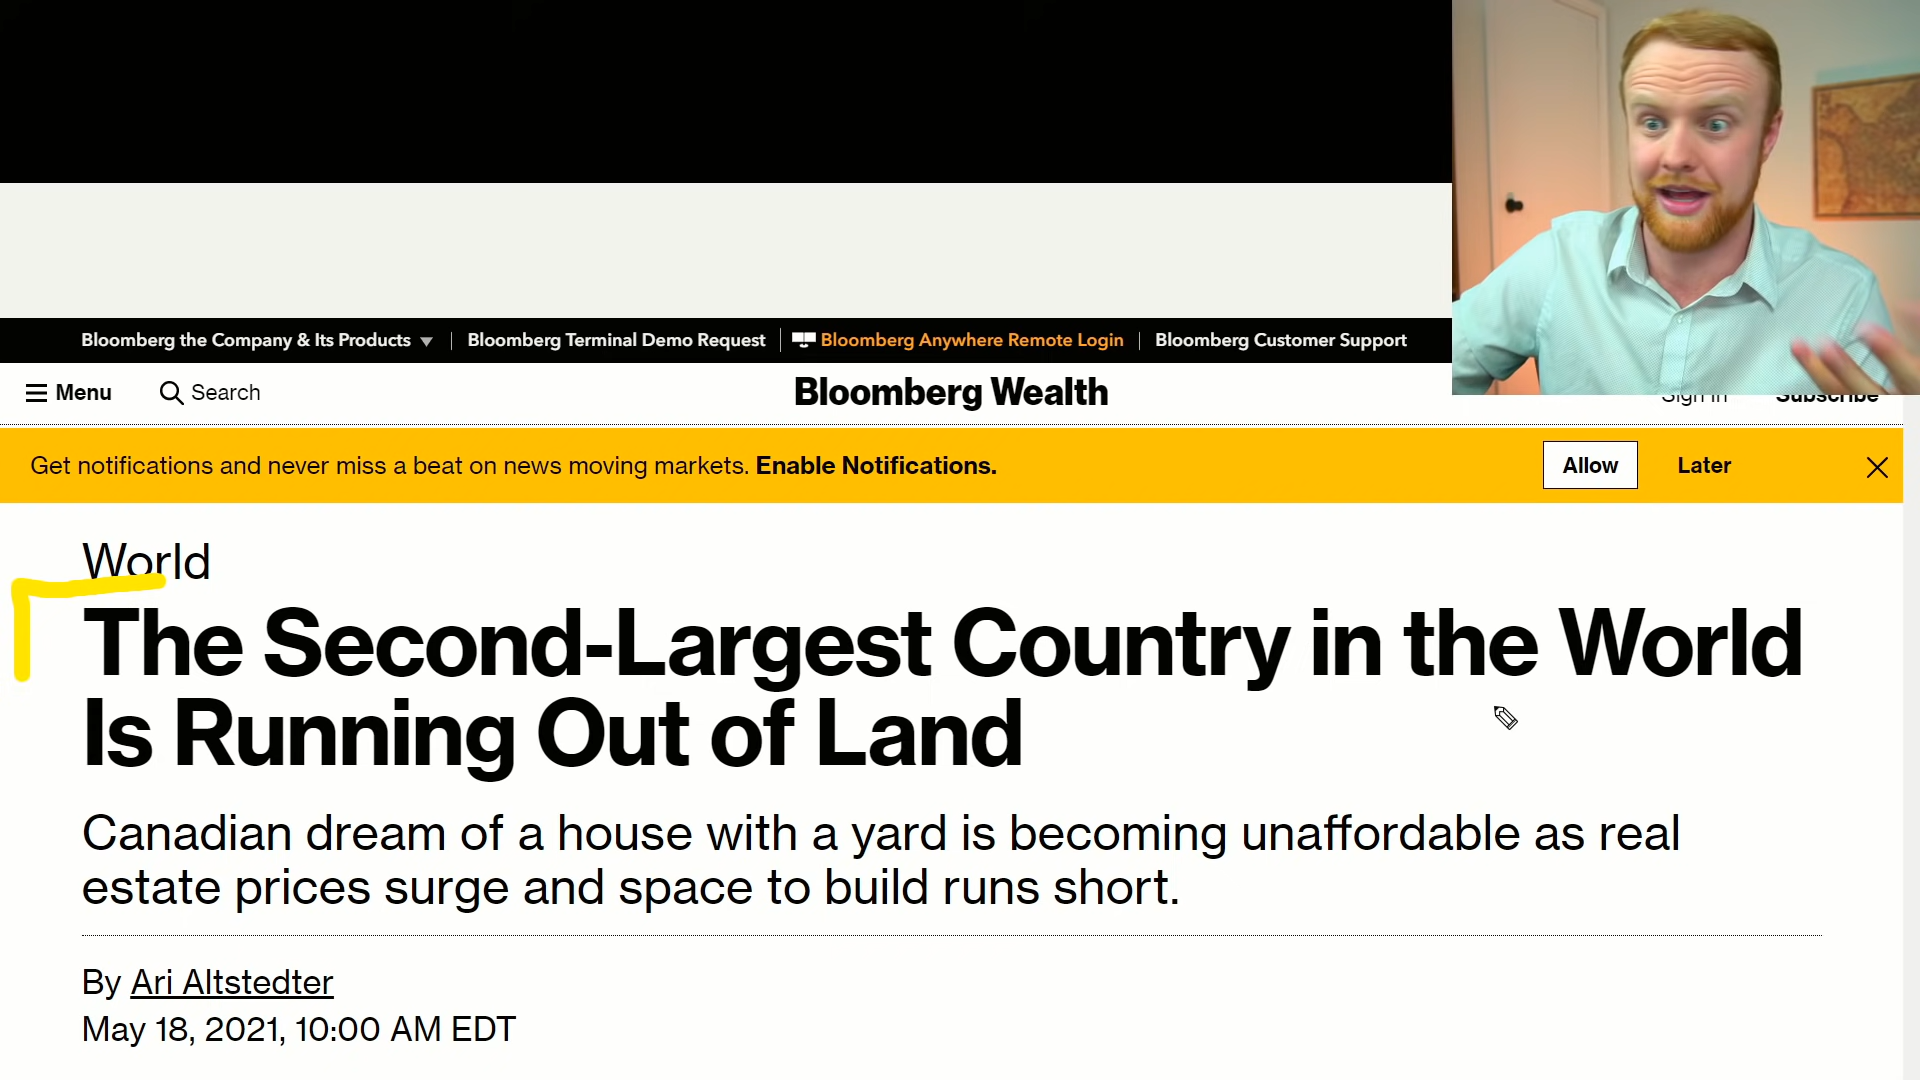 Bloomberg the Company & Its Products ▼ | Bloomberg Terminal Demo Request | Bloomberg Anywhere Remote Login | Bloomberg Customer Support
Menu Search Bloomberg Wealth Sign In Subscribe
Get notifications and never miss a beat on news moving markets. Enable Notifications. Allow Later
World
The Second-Largest Country in the World
Is Running Out of Land
Canadian dream of a house with a yard is becoming unaffordable as real
estate prices surge and space to build runs short.
By Ari Altstedter
May 18, 2021, 10:00 AM EDT